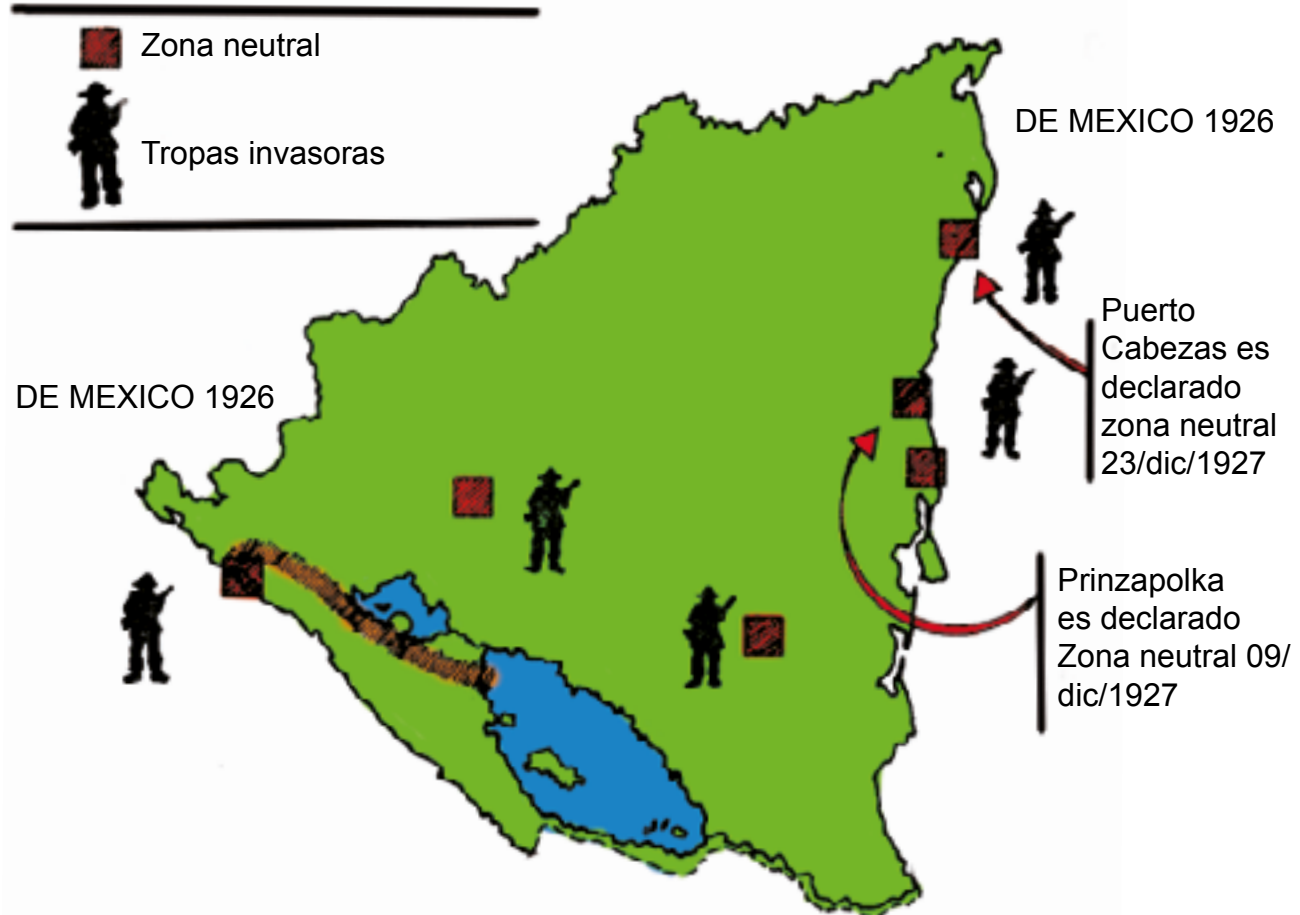 Zona neutral
Tropas invasoras
DE MEXICO 1926
DE MEXICO 1926
Puerto
Cabezas es
declarado
zona neutral
23/dic/1927
Prinzapolka
es declarado
Zona neutral 09/
dic/1927